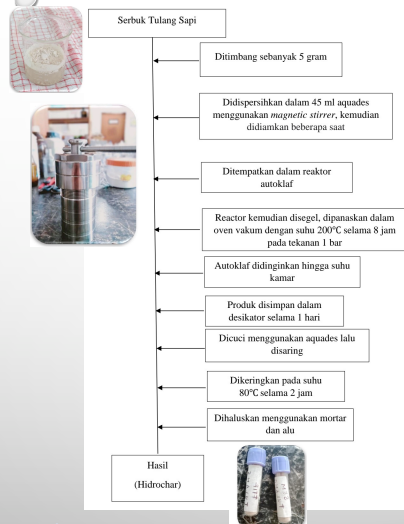 Serbuk Tulang Sapi
Ditimbang sebanyak 5 gram
Didispersihkan dalam 45 ml aquades
menggunakan magnetic stirrer, kemudian
didiamkan beberapa saat
Ditempatkan dalam reaktor
autoklaf
Reactor kemudian disegel, dipanaskan dalam
oven vakum dengan suhu 200℃ selama 8 jam
pada tekanan 1 bar
Autoklaf didinginkan hingga suhu
kamar
Produk disimpan dalam
desikator selama 1 hari
Dicuci menggunakan aquades lalu
disaring
Dikeringkan pada suhu
80℃ selama 2 jam
Dihaluskan menggunakan mortar
dan alu
Hasil
(Hidrochar)